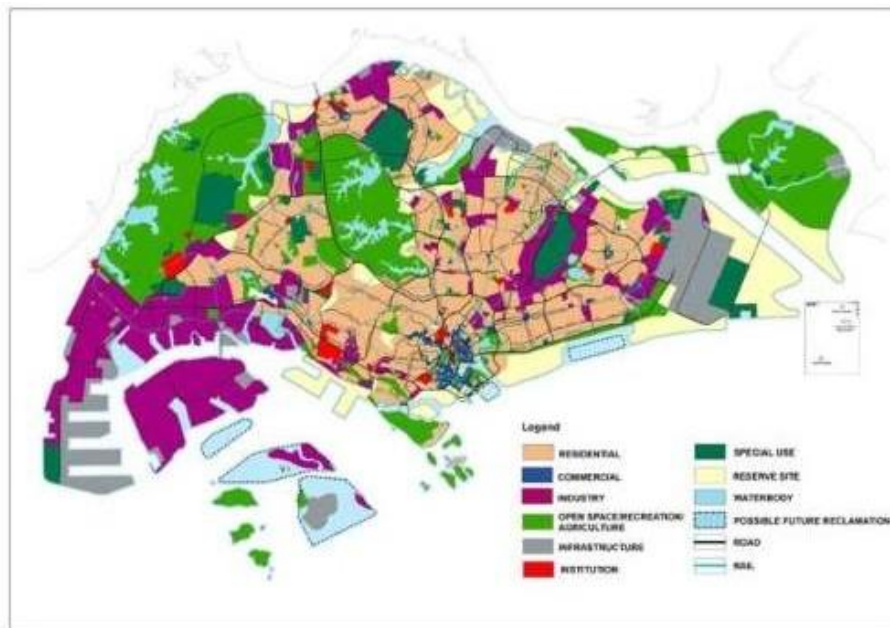 Legend
RESIDENTIAL
COMMERCIAL
INDUSTRY
OPEN SPACE/RECREATION/
AGRICULTURE
INFRASTRUCTURE
INSTITUTION
SPECIAL USE
RESERVE SITE
WATERBODY
POSSIBLE FUTURE RECLAMATION
ROAD
RAIL